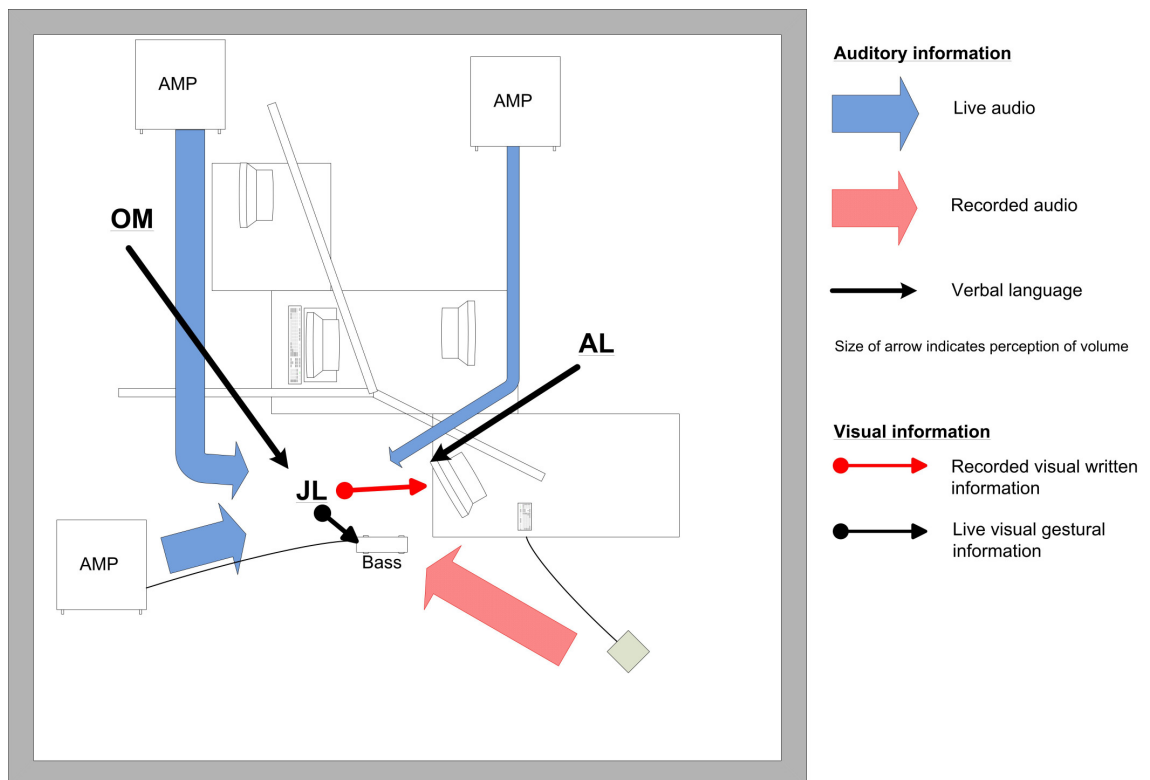 AMP
AMP
OM
AL
JL
Bass
AMP
Auditory information
Live audio
Recorded audio
Verbal language
Size of arrow indicates perception of volume
Visual information
Recorded visual written
information
Live visual gestural
information